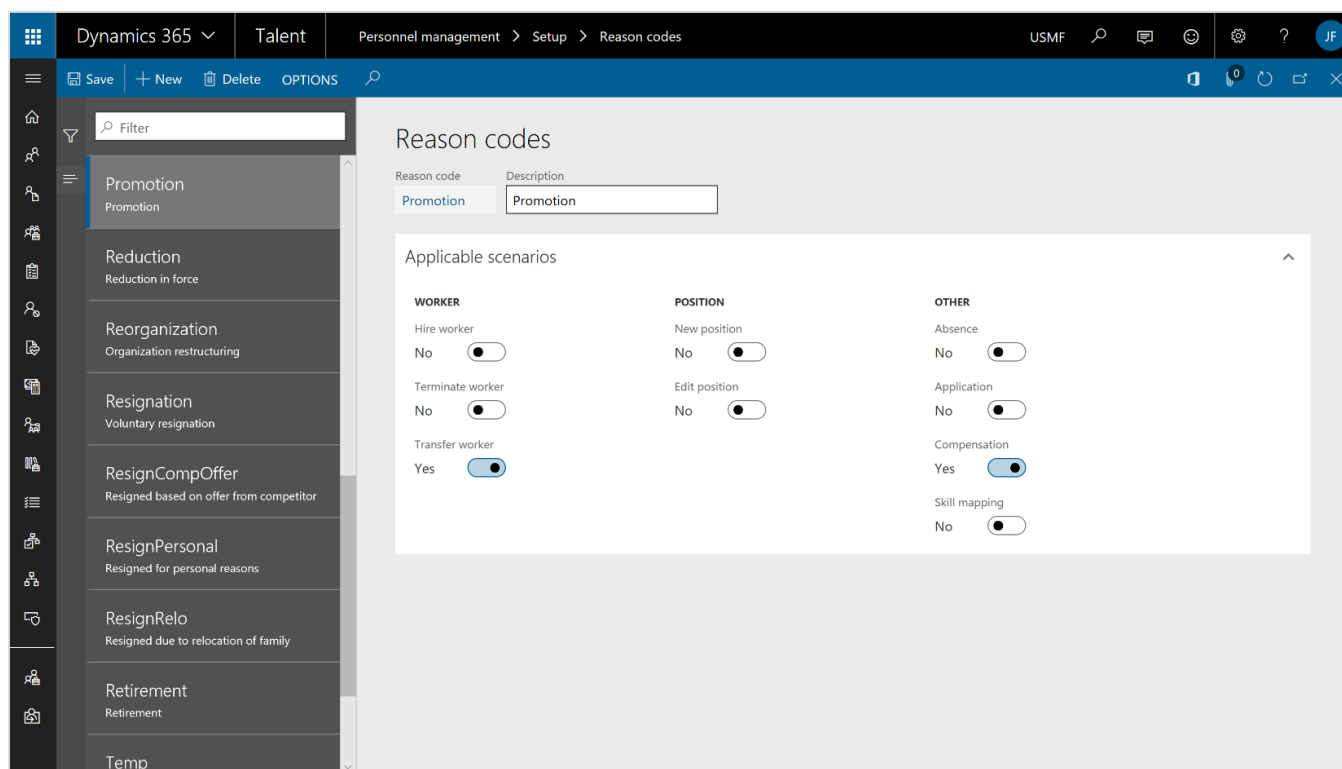 Dynamics 365 Talent Personnel management > Setup > Reason codes USMF ? JF
Save + New Delete OPTIONS 0
Filter
Promotion
Promotion
Reduction
Reduction in force
Reorganization
Organization restructuring
Resignation
Voluntary resignation
ResignCompOffer
Resigned based on offer from competitor
ResignPersonal
Resigned for personal reasons
ResignRelo
Resigned due to relocation of family
Retirement
Retirement
Temp
Reason codes
Reason code Description
Promotion Promotion
Applicable scenarios
WORKER POSITION OTHER
Hire worker New position Absence
No No No
Terminate worker Edit position Application
No No No
Transfer worker Compensation
Yes Yes
Skill mapping
No